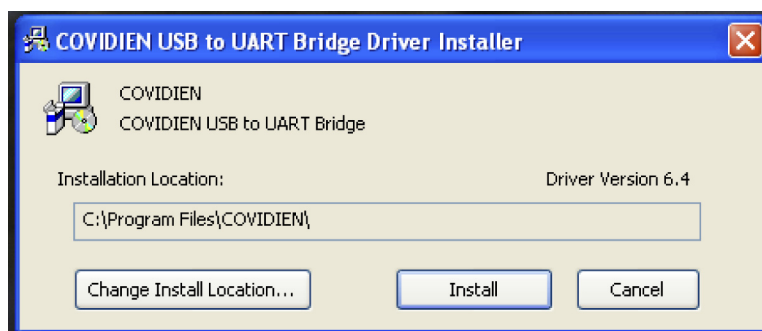 COVIDIEN USB to UART Bridge Driver Installer
COVIDIEN
COVIDIEN USB to UART Bridge
Installation Location: Driver Version 6.4
C:\Program Files\COVIDIEN\
Change Install Location... Install Cancel